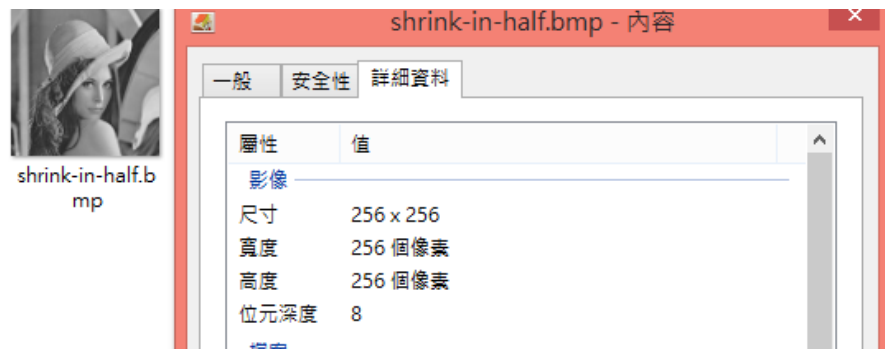 shrink-in-half.b
mp
shrink-in-half.bmp - 內容
一般 安全性 詳細資料
屬性 值
影像
尺寸 256 x 256
寬度 256 個像素
高度 256 個像素
位元深度 8